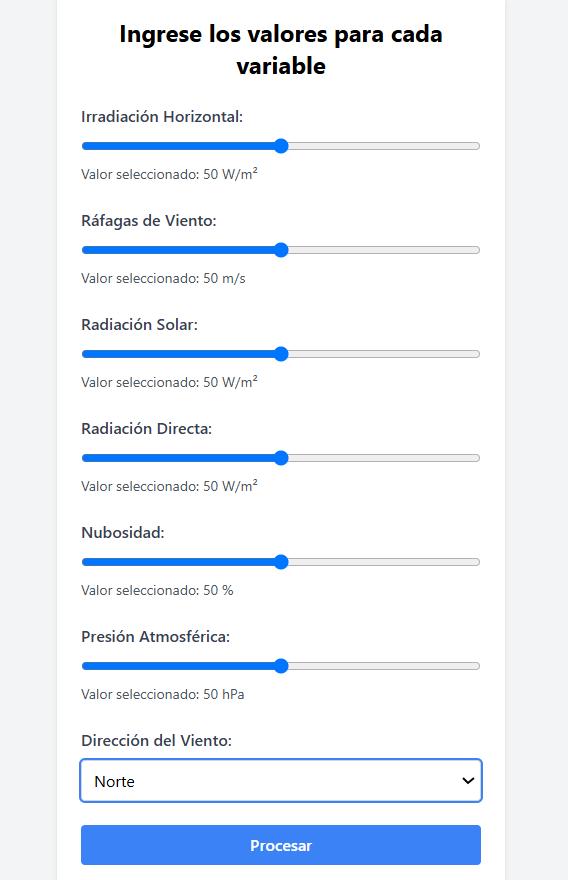 Ingrese los valores para cada
variable
Irradiación Horizontal:
Valor seleccionado: 50 W/m²
Ráfagas de Viento:
Valor seleccionado: 50 m/s
Radiación Solar:
Valor seleccionado: 50 W/m²
Radiación Directa:
Valor seleccionado: 50 W/m²
Nubosidad:
Valor seleccionado: 50 %
Presión Atmosférica:
Valor seleccionado: 50 hPa
Dirección del Viento:
Norte
Procesar